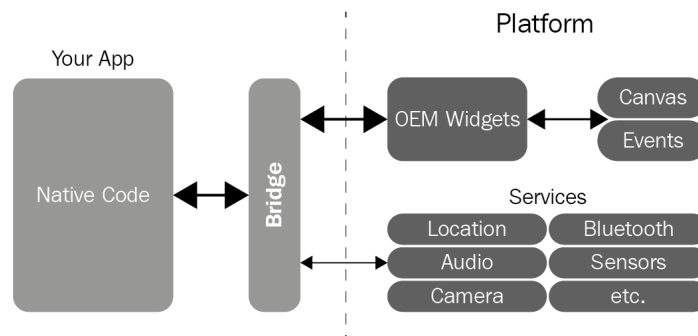 Platform
Your App
Native Code
Bridge
OEM Widgets
Canvas
Events
Services
Location
Bluetooth
Audio
Sensors
Camera
etc.